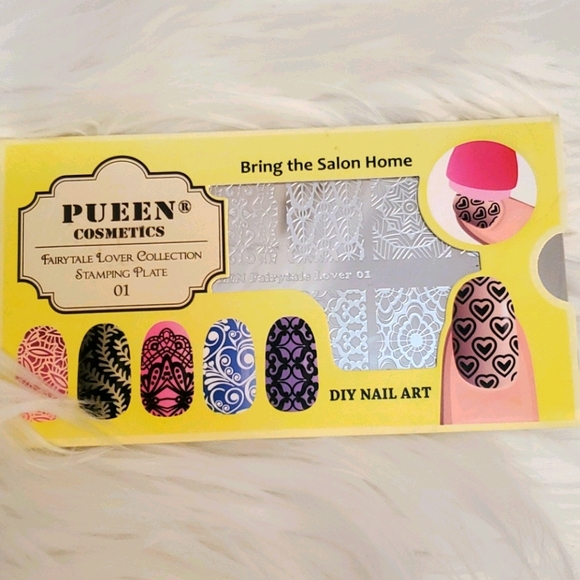 PUEEN®
COSMETICS
FAIRYTALE LOVER COLLECTION
STAMPING PLATE
01
Bring the Salon Home
Fairytale lover 01
DIY NAIL ART